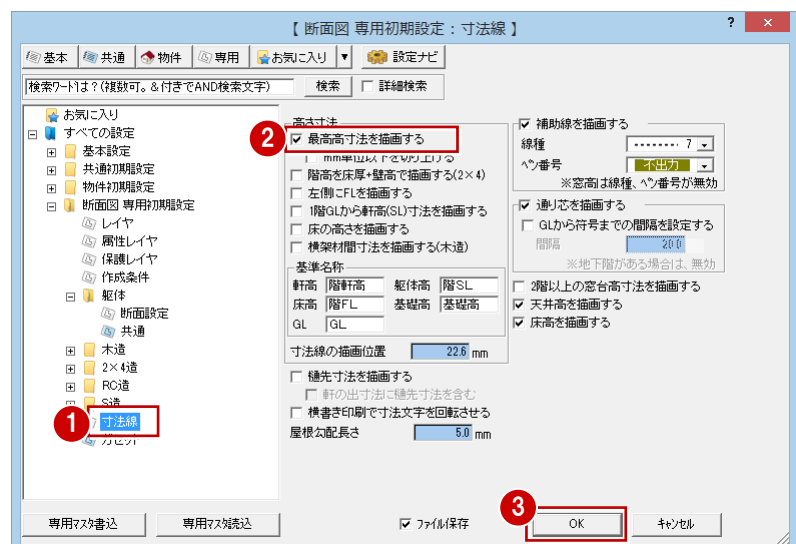 【 断面図 専用初期設定：寸法線 】
? ×
基本 共通 物件 専用 お気に入り ▼ 設定ナビ
検索ワードは?(複数可。&付きでAND検索文字) 検索 詳細検索
お気に入り
すべての設定
基本設定
共通初期設定
物件初期設定
断面図 専用初期設定
レイヤ
属性レイヤ
保護レイヤ
作成条件
躯体
断面設定
共通
木造
2×4造
RC造
S造
1 寸法線
ガセット
高さ寸法
2 最高高寸法を描画する
mm単位以下を切り上げる
階高を床厚+壁高で描画する(2×4)
左側にFLを描画する
1階GLから軒高(SL)寸法を描画する
床の高さを描画する
横架材間寸法を描画する(木造)
基準名称
軒高 階軒高 躯体高 階SL
床高 階FL 基礎高 基礎高
GL GL
寸法線の描画位置 22.6 mm
樋先寸法を描画する
軒の出寸法に樋先寸法を含む
横書き印刷で寸法文字を回転させる
屋根勾配長さ 5.0 mm
補助線を描画する
線種 7
ペン番号 不出力
※窓高は線種、ペン番号が無効
通り芯を描画する
GLから符号までの間隔を設定する
間隔 20.0
※地下階がある場合は、無効
2階以上の窓台高寸法を描画する
天井高を描画する
床高を描画する
専用マスタ書込 専用マスタ読込 ファイル保存 3 OK キャンセル